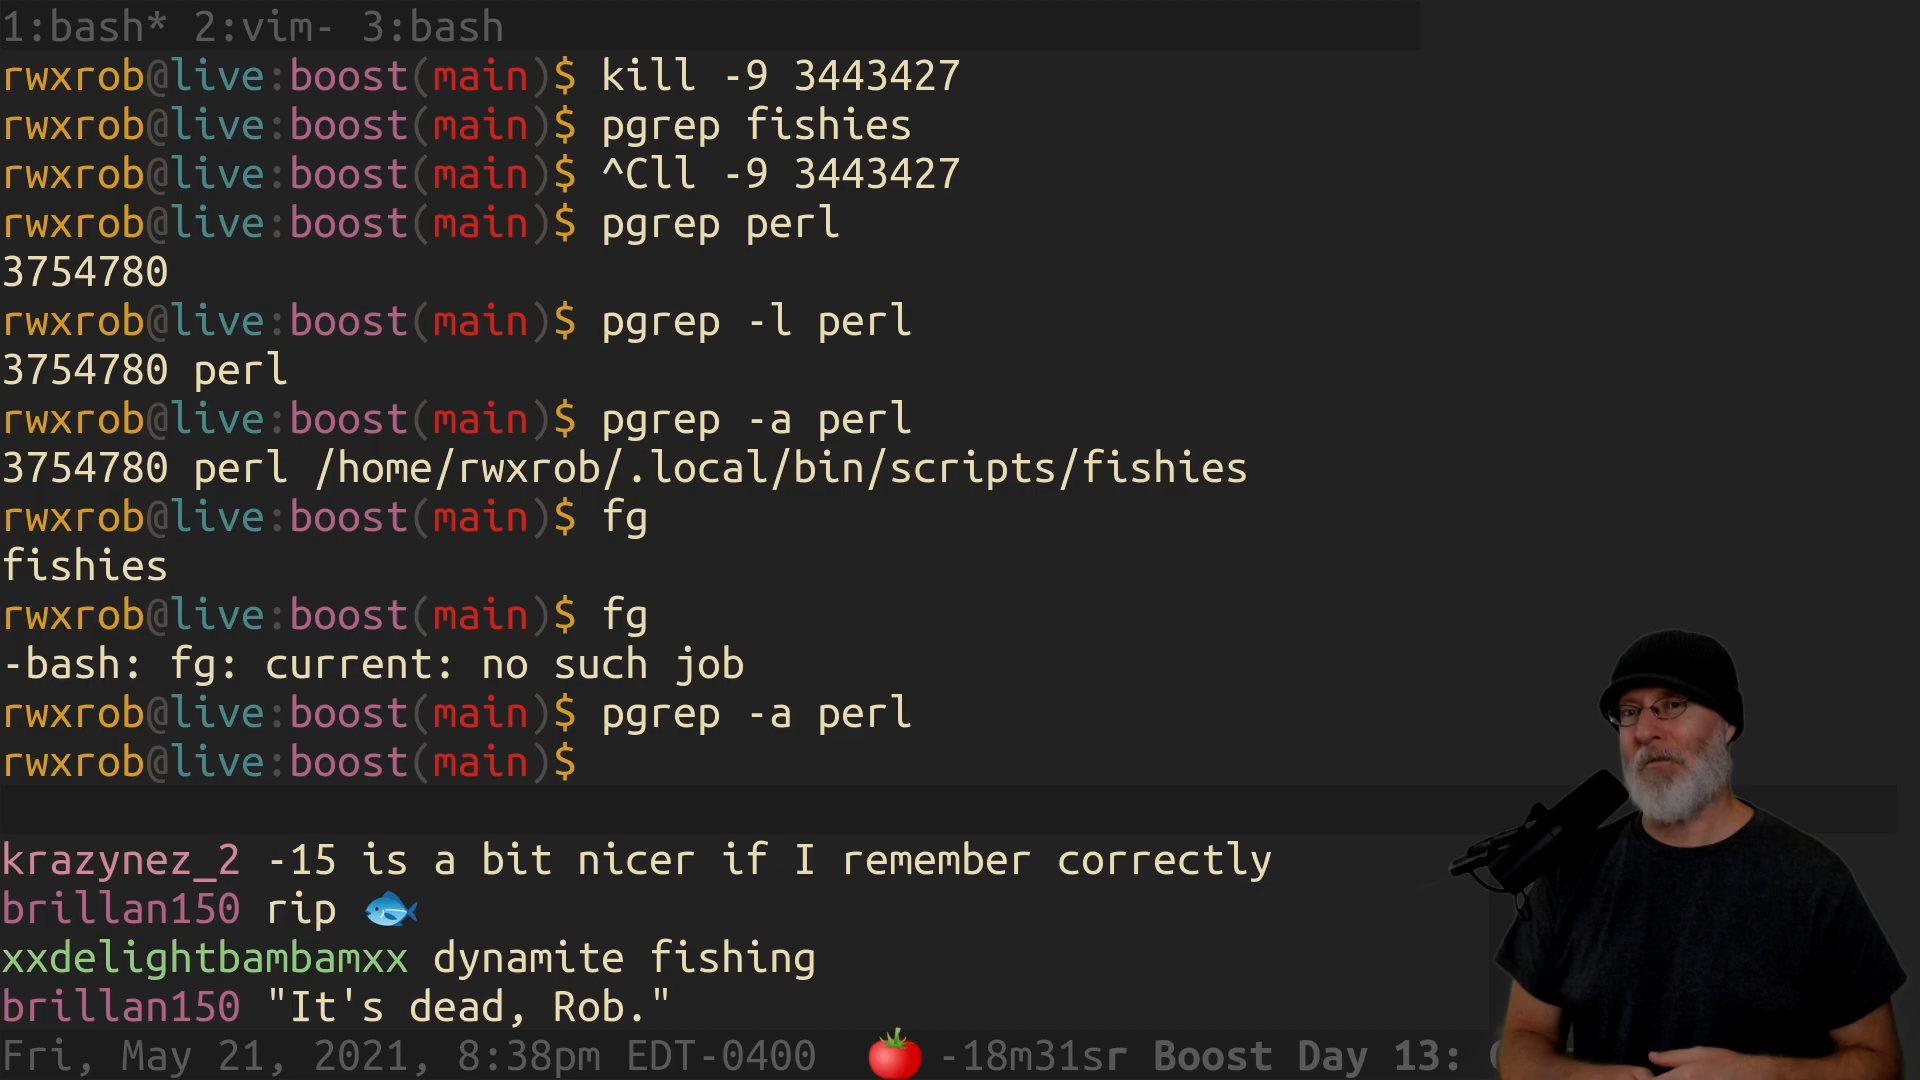 1:bash* 2:vim- 3:bash
rwxrob@live:boost(main)$ kill -9 3443427
rwxrob@live:boost(main)$ pgrep fishies
rwxrob@live:boost(main)$ ^Cll -9 3443427
rwxrob@live:boost(main)$ pgrep perl
3754780
rwxrob@live:boost(main)$ pgrep -l perl
3754780 perl
rwxrob@live:boost(main)$ pgrep -a perl
3754780 perl /home/rwxrob/.local/bin/scripts/fishies
rwxrob@live:boost(main)$ fg
fishies
rwxrob@live:boost(main)$ fg
-bash: fg: current: no such job
rwxrob@live:boost(main)$ pgrep -a perl
rwxrob@live:boost(main)$
krazynez_2 -15 is a bit nicer if I remember correctly
brillan150 rip 🐟
xxdelightbambamxx dynamite fishing
brillan150 "It's dead, Rob."
Fri, May 21, 2021, 8:38pm EDT-0400 🍅 -18m31sr Boost Day 13: